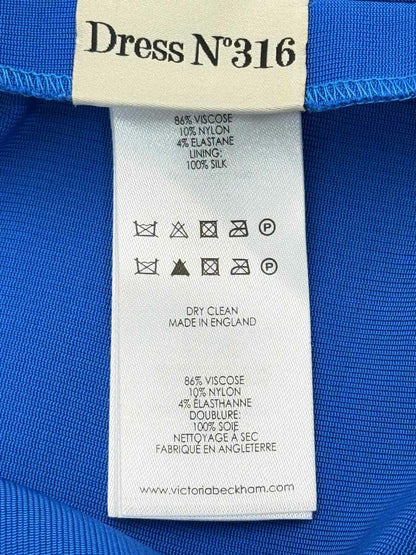 Dress Nº316
86% VISCOSE
10% NYLON
4% ELASTANE
LINING:
100% SILK
P
P
DRY CLEAN
MADE IN ENGLAND
86% VISCOSE
10% NYLON
4% ÉLASTHANNE
DOUBLURE:
100% SOIE
NETTOYAGE À SEC
FABRIQUÉ EN ANGLETERRE
www.victoriabeckham.com